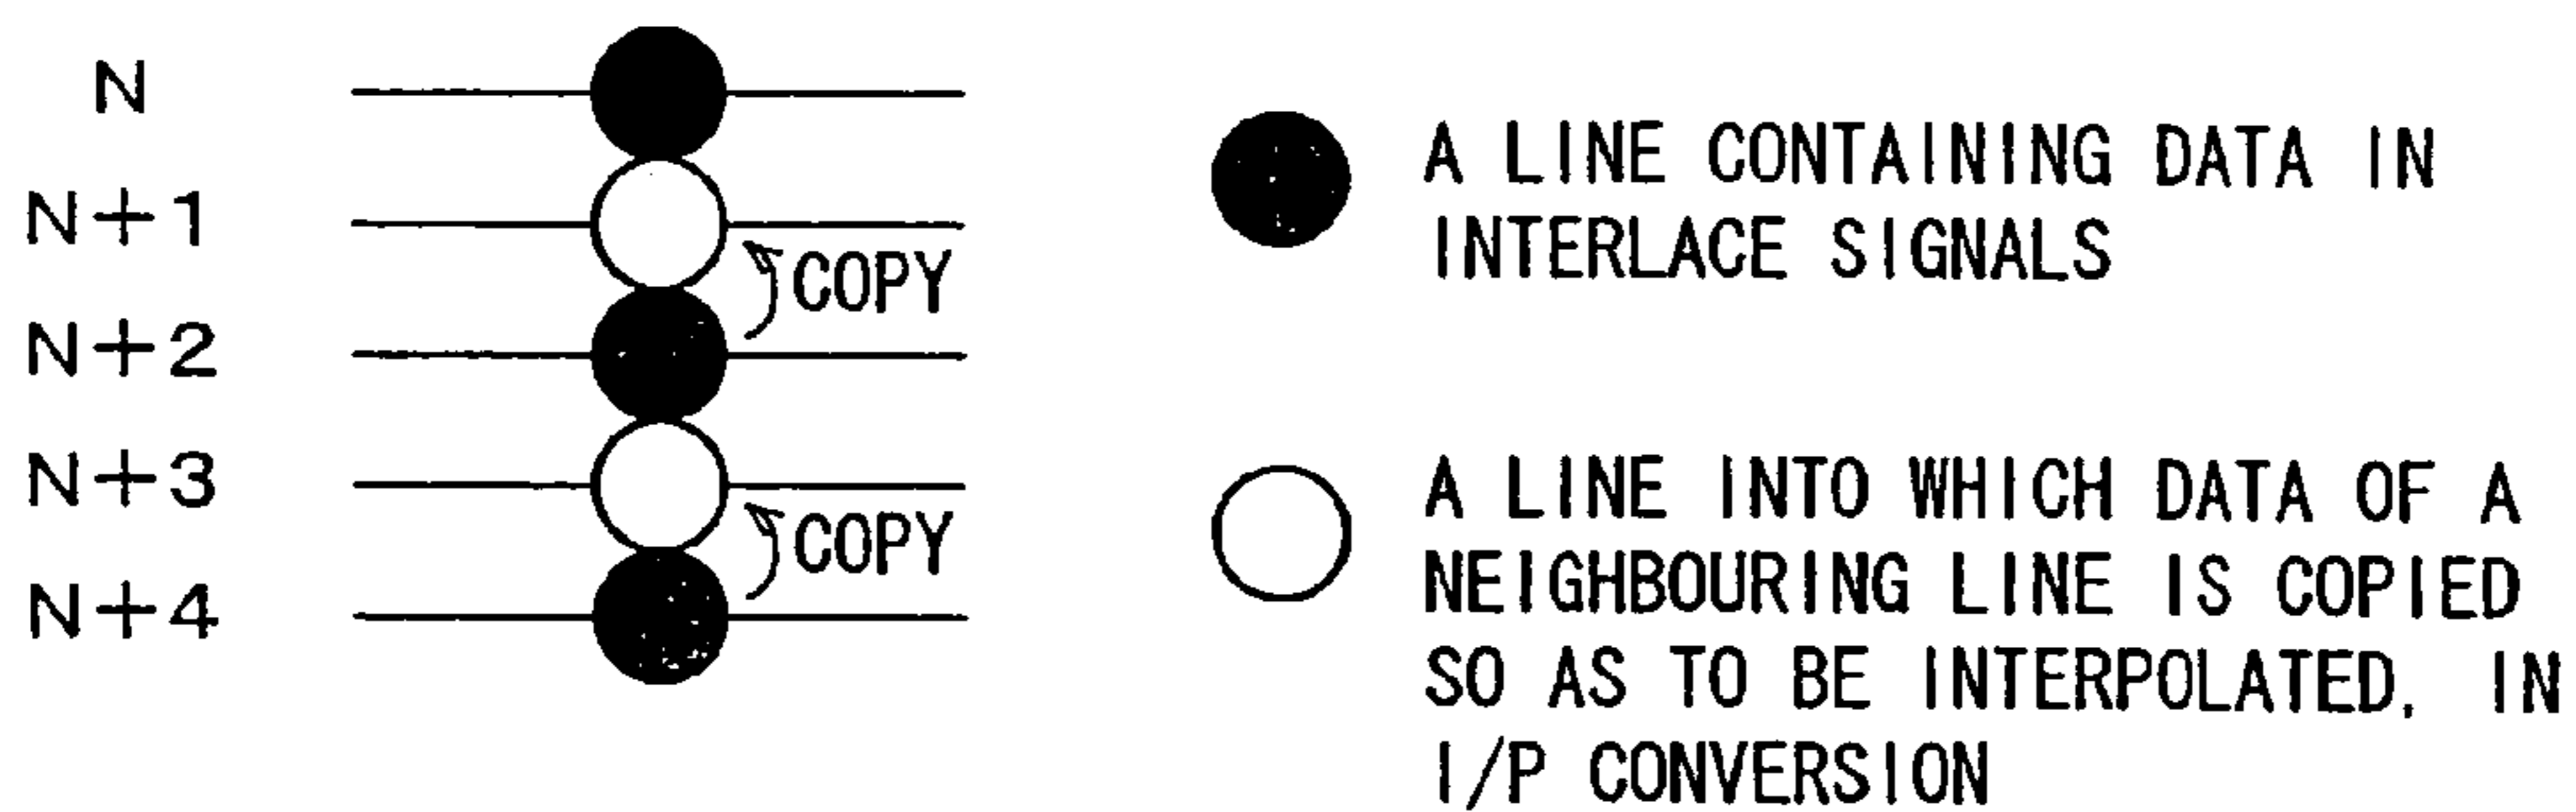 N
N+1
COPY
N+2
N+3
COPY
N+4
A LINE CONTAINING DATA IN
INTERLACE SIGNALS
A LINE INTO WHICH DATA OF A
NEIGHBOURING LINE IS COPIED
SO AS TO BE INTERPOLATED, IN
I/P CONVERSION